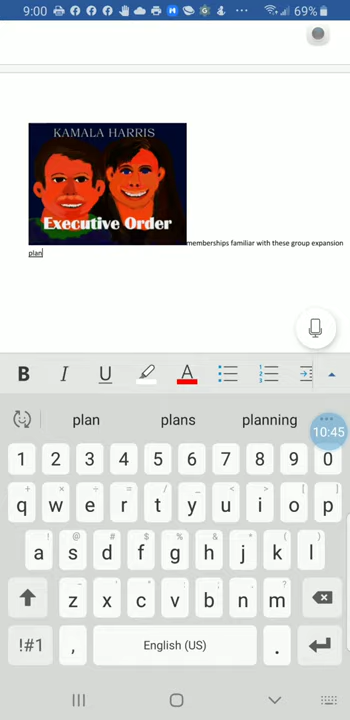 9:00
69%
KAMALA HARRIS
Executive Order
memberships familiar with these group expansion
plan
B I U A
plan plans planning
10:45
1 2 3 4 5 6 7 8 9 0
q w e r t y u i o p
a s d f g h j k l
z x c v b n m
!#1 , English (US) .